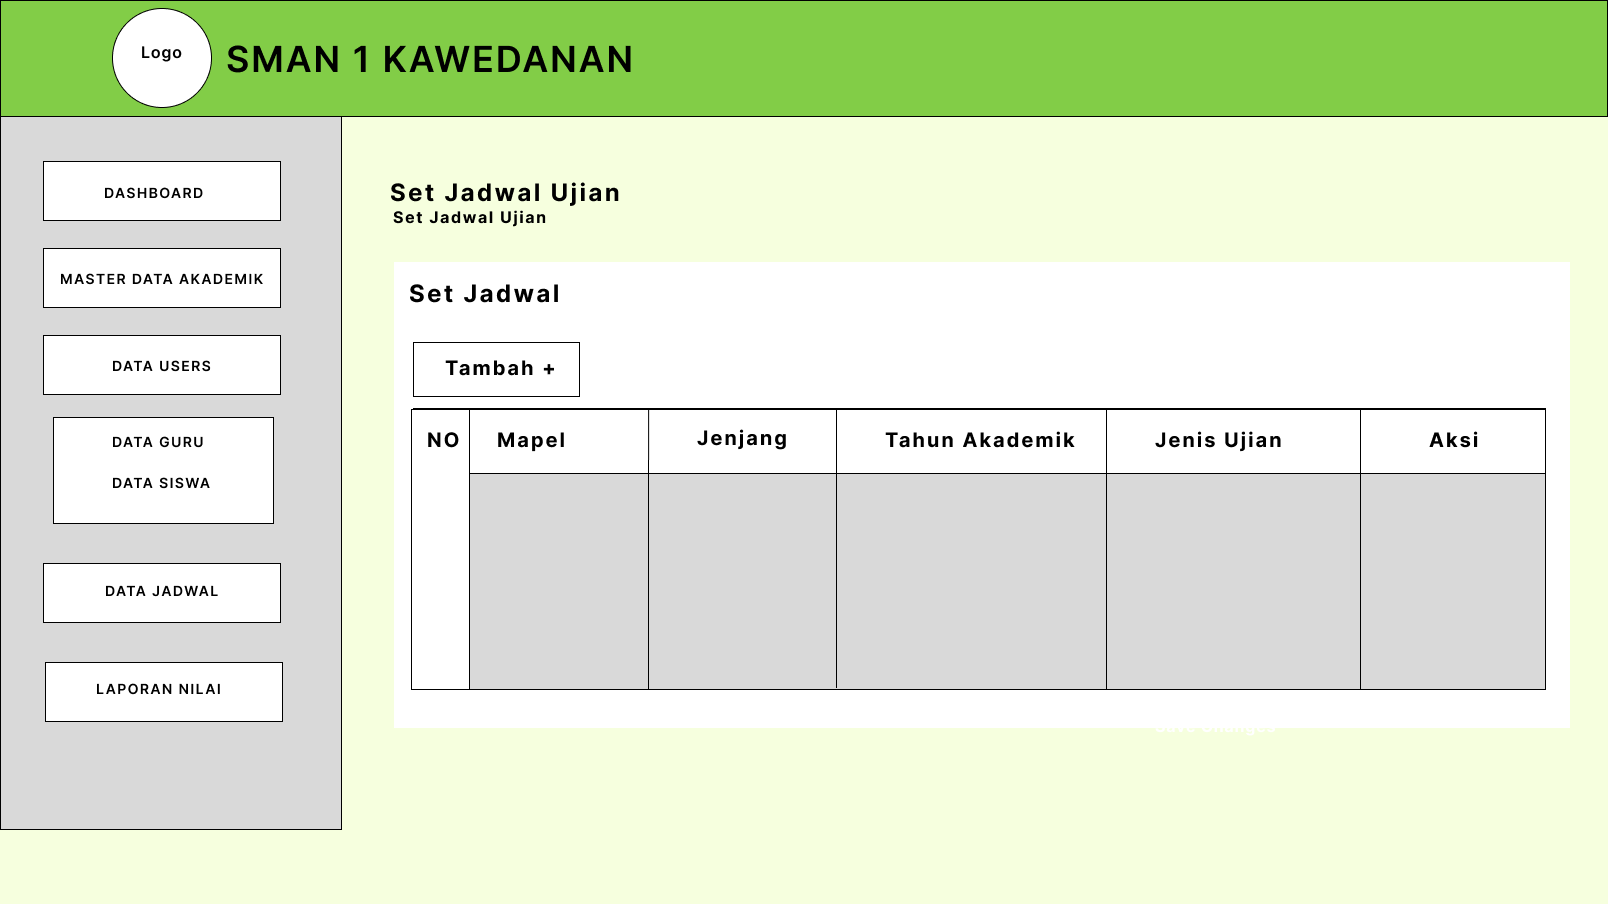 Logo
SMAN 1 KAWEDANAN
DASHBOARD
MASTER DATA AKADEMIK
DATA USERS
DATA GURU
DATA SISWA
DATA JADWAL
LAPORAN NILAI
Set Jadwal Ujian
Set Jadwal Ujian
Set Jadwal
Tambah +
NO Mapel Jenjang Tahun Akademik Jenis Ujian Aksi